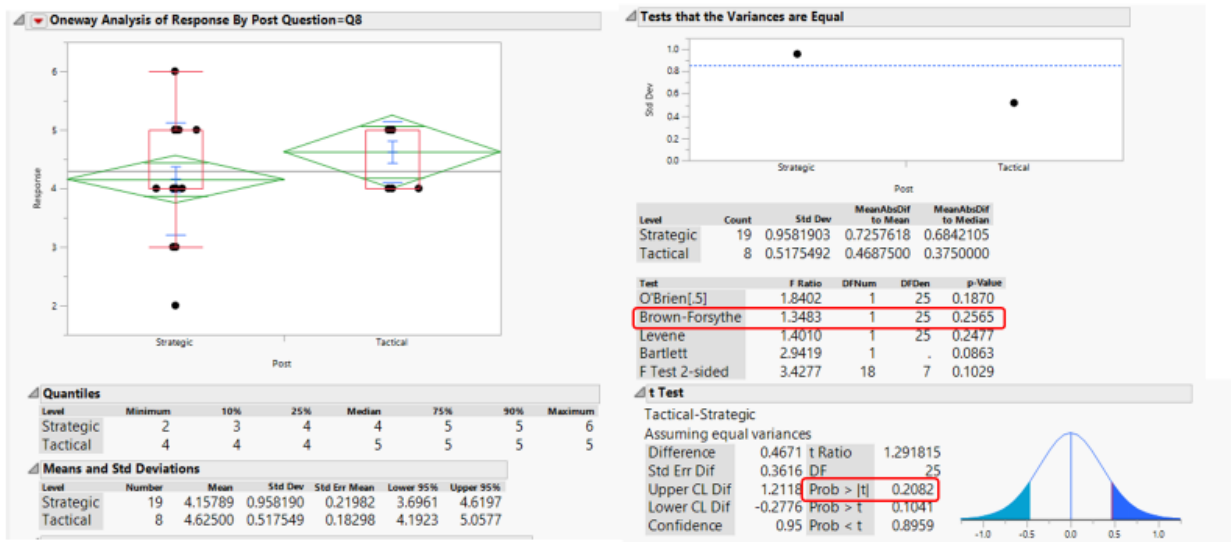 Oneway Analysis of Response By Post Question=Q8
6
5
4
3
2
Response
Strategic Tactical
Post
Quantiles
Level Minimum 10% 25% Median 75% 90% Maximum
Strategic 2 3 4 4 5 5 6
Tactical 4 4 4 5 5 5 5
Means and Std Deviations
Level Number Mean Std Dev Std Err Mean Lower 95% Upper 95%
Strategic 19 4.15789 0.958190 0.21982 3.6961 4.6197
Tactical 8 4.62500 0.517549 0.18298 4.1923 5.0577
Tests that the Variances are Equal
1.0
0.8
0.6
0.4
0.2
0.0
Std Dev
Strategic Tactical
Post
Level Count Std Dev MeanAbsDif to Mean MeanAbsDif to Median
Strategic 19 0.9581903 0.7257618 0.6842105
Tactical 8 0.5175492 0.4687500 0.3750000
Test F Ratio DFNum DFDen p-Value
O'Brien[.5] 1.8402 1 25 0.1870
Brown-Forsythe 1.3483 1 25 0.2565
Levene 1.4010 1 25 0.2477
Bartlett 2.9419 1 . 0.0863
F Test 2-sided 3.4277 18 7 0.1029
t Test
Tactical-Strategic
Assuming equal variances
Difference 0.4671 t Ratio 1.291815
Std Err Dif 0.3616 DF 25
Upper CL Dif 1.2118 Prob > |t| 0.2082
Lower CL Dif -0.2776 Prob > t 0.1041
Confidence 0.95 Prob < t 0.8959
-1.0 -0.5 0.0 0.5 1.0